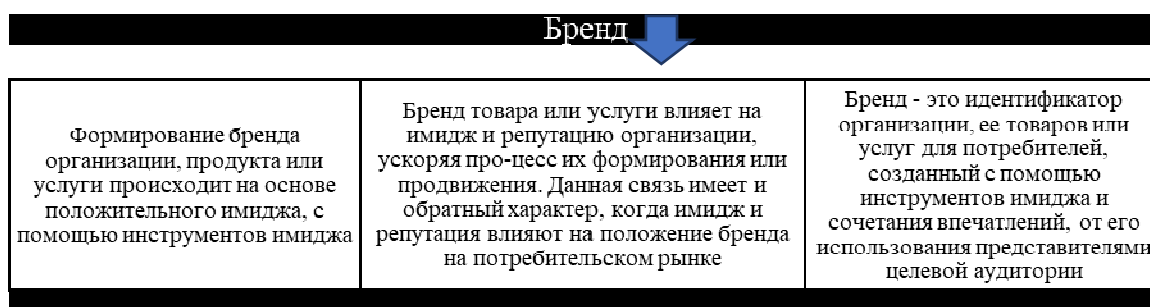 Бренд
Формирование бренда
организации, продукта или
услуги происходит на основе
положительного имиджа, с
помощью инструментов имиджа
Бренд товара или услуги влияет на
имидж и репутацию организации,
ускоряя про-цесс их формирования или
продвижения. Данная связь имеет и
обратный характер, когда имидж и
репутация влияют на положение бренда
на потребительском рынке
Бренд - это идентификатор
организации, ее товаров или
услуг для потребителей,
созданный с помощью
инструментов имиджа и
сочетания впечатлений, от его
использования представителями
целевой аудитории